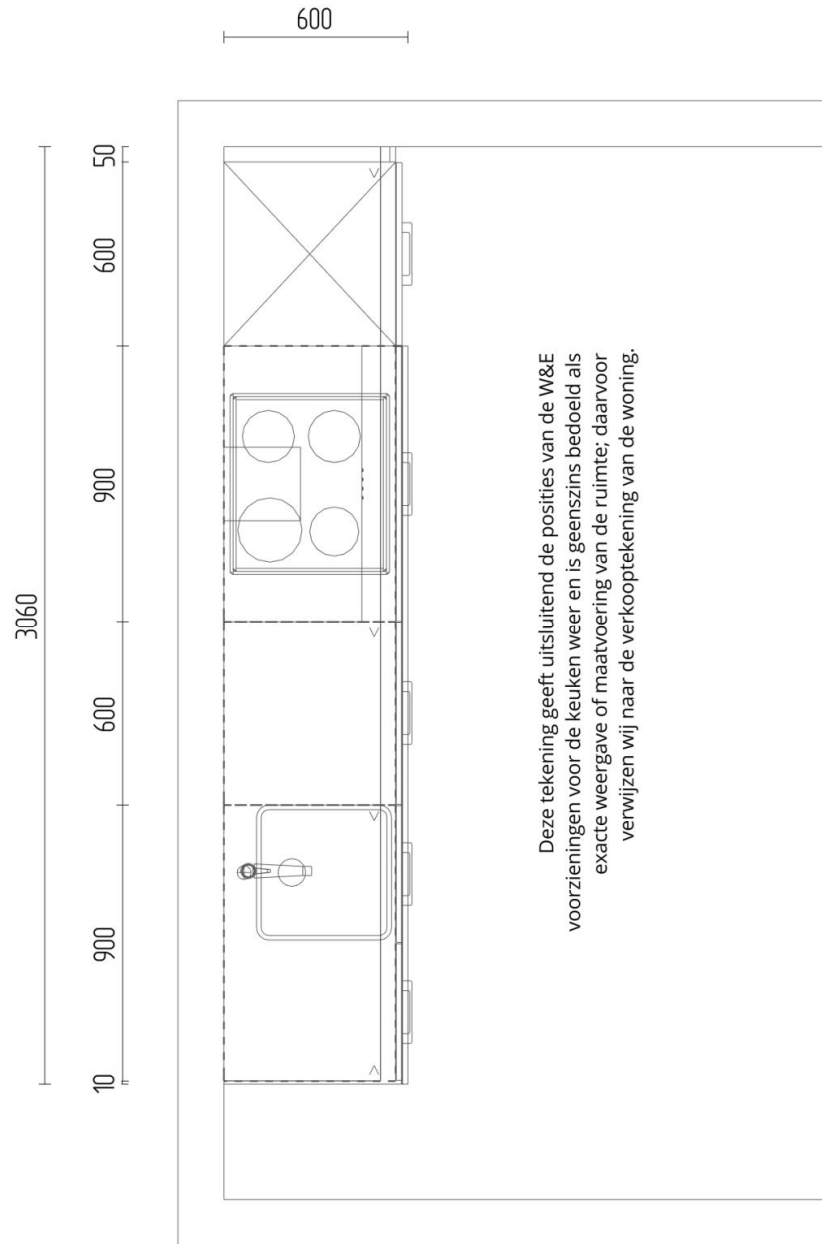 600
50
600
900
600
900
10
3060
Deze tekening geeft uitsluitend de posities van de W&E
voorzieningen voor de keuken weer en is geenszins bedoeld als
exacte weergave of maatvoering van de ruimte; daarvoor
verwijzen wij naar de verkooptekening van de woning.